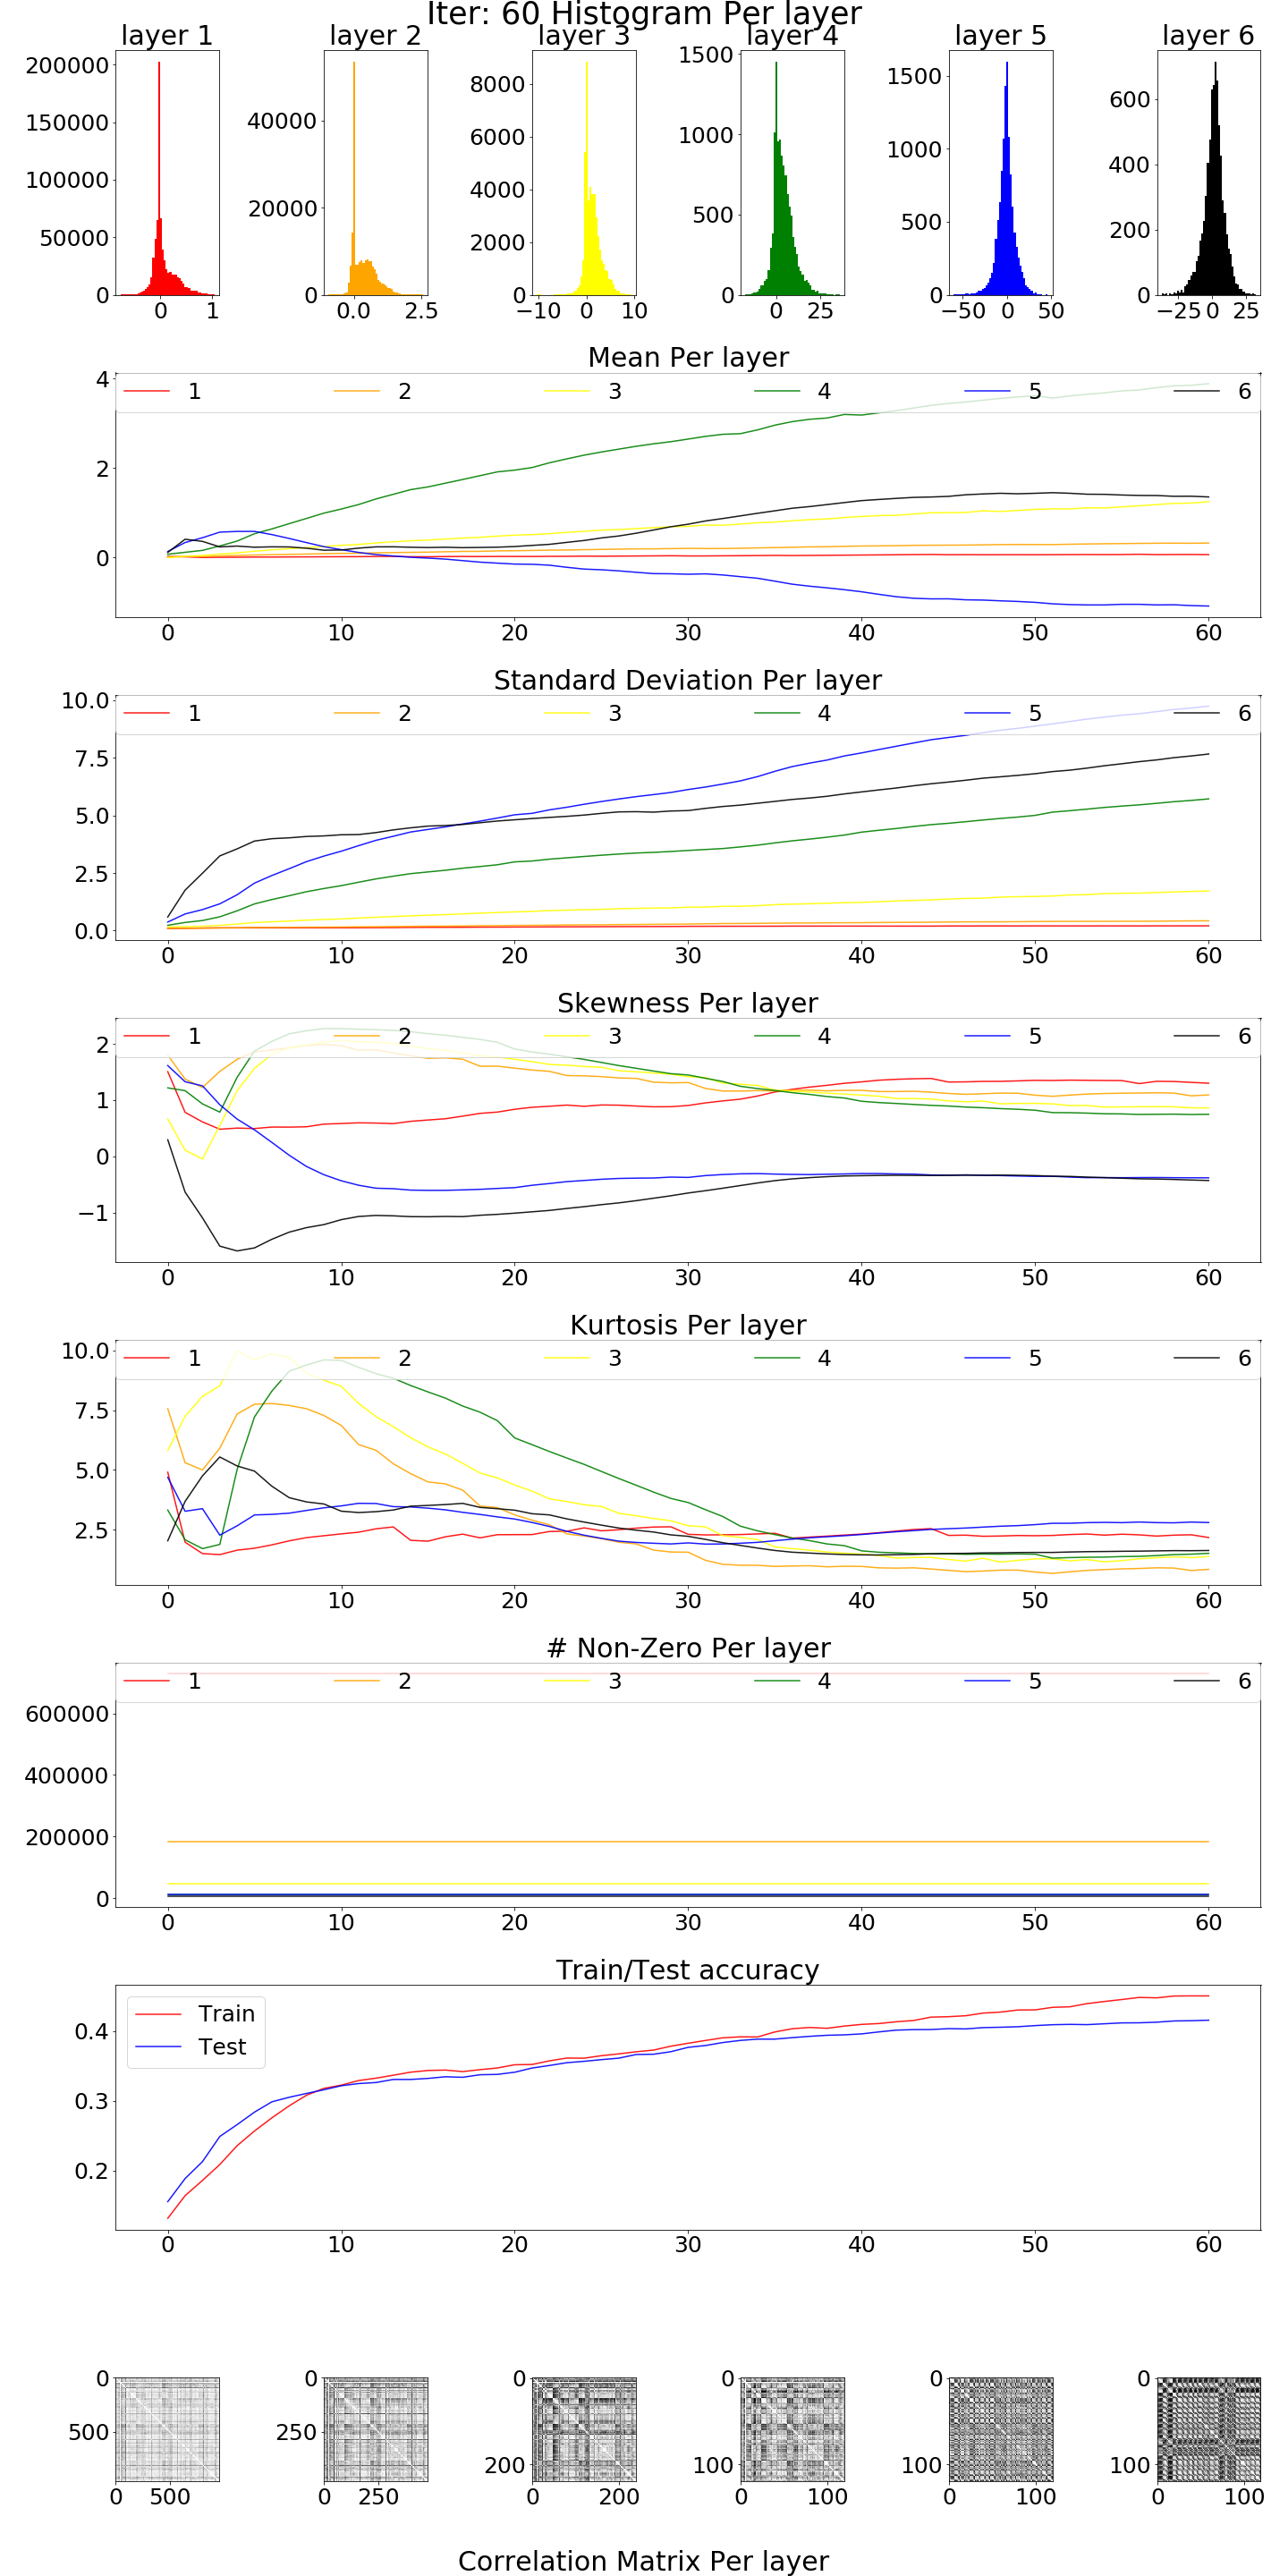 Iter: 60 Histogram Per layer
layer 1 layer 2 layer 3 layer 4 layer 5 layer 6
200000 150000 100000 50000 0
0 1
40000 20000 0
0.0 2.5
8000 6000 4000 2000 0
−10 0 10
1500 1000 500 0
0 25
1500 1000 500 0
−50 0 50
600 400 200 0
−25 0 25
Mean Per layer
1 2 3 4 5 6
4
2
0
0 10 20 30 40 50 60
Standard Deviation Per layer
1 2 3 4 5 6
10.0
7.5
5.0
2.5
0.0
0 10 20 30 40 50 60
Skewness Per layer
1 2 3 4 5 6
2
1
0
−1
0 10 20 30 40 50 60
Kurtosis Per layer
1 2 3 4 5 6
10.0
7.5
5.0
2.5
0 10 20 30 40 50 60
# Non-Zero Per layer
1 2 3 4 5 6
600000
400000
200000
0
0 10 20 30 40 50 60
Train/Test accuracy
Train
Test
0.4
0.3
0.2
0 10 20 30 40 50 60
0 500
0 500
0 250
0 250
0 200
0 200
0 100
0 100
0 100
0 100
0 100
0 100
Correlation Matrix Per layer